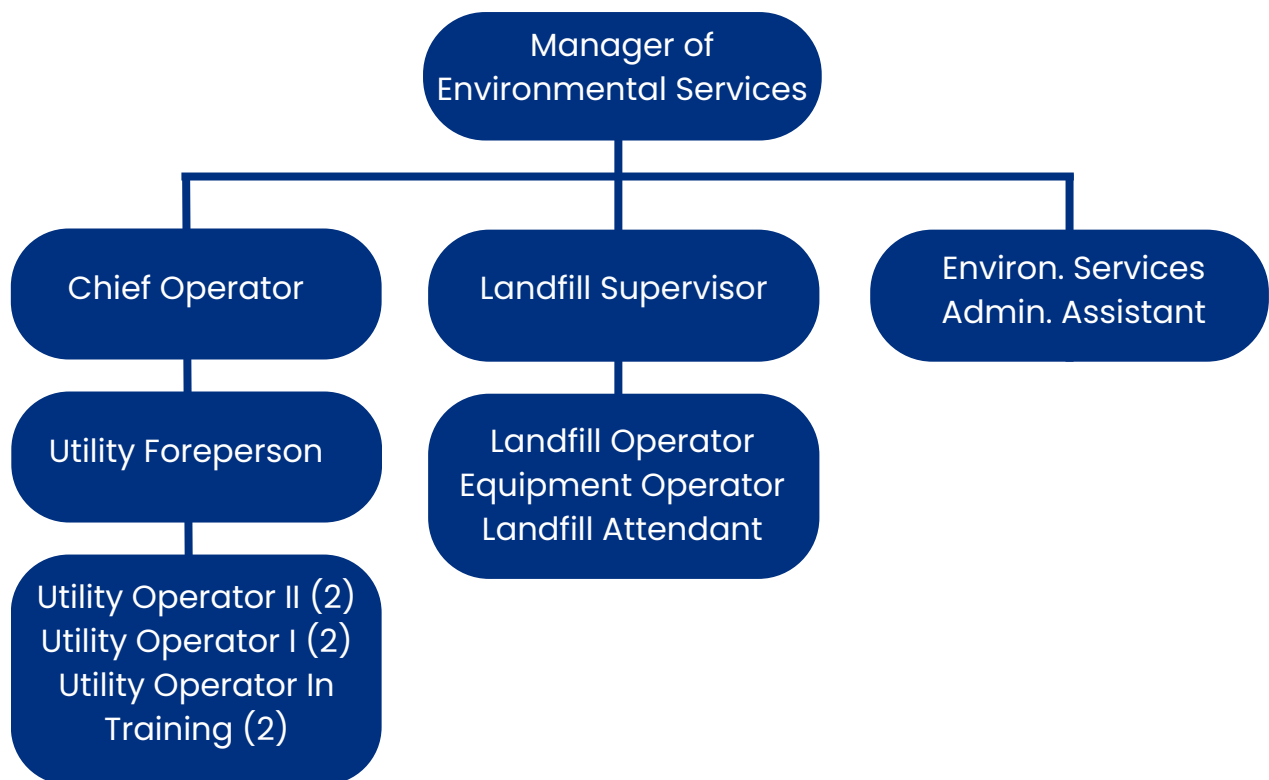 Manager of
Environmental Services
Chief Operator
Landfill Supervisor
Environ. Services
Admin. Assistant
Utility Foreperson
Landfill Operator
Equipment Operator
Landfill Attendant
Utility Operator II (2)
Utility Operator I (2)
Utility Operator In
Training (2)